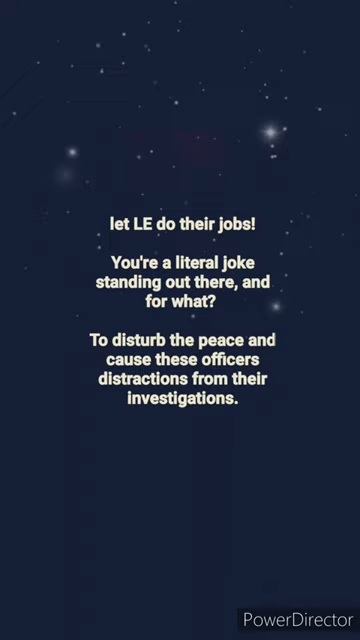 let LE do their jobs!
You're a literal joke
standing out there, and
for what?
To disturb the peace and
cause these officers
distractions from their
investigations.
PowerDirector